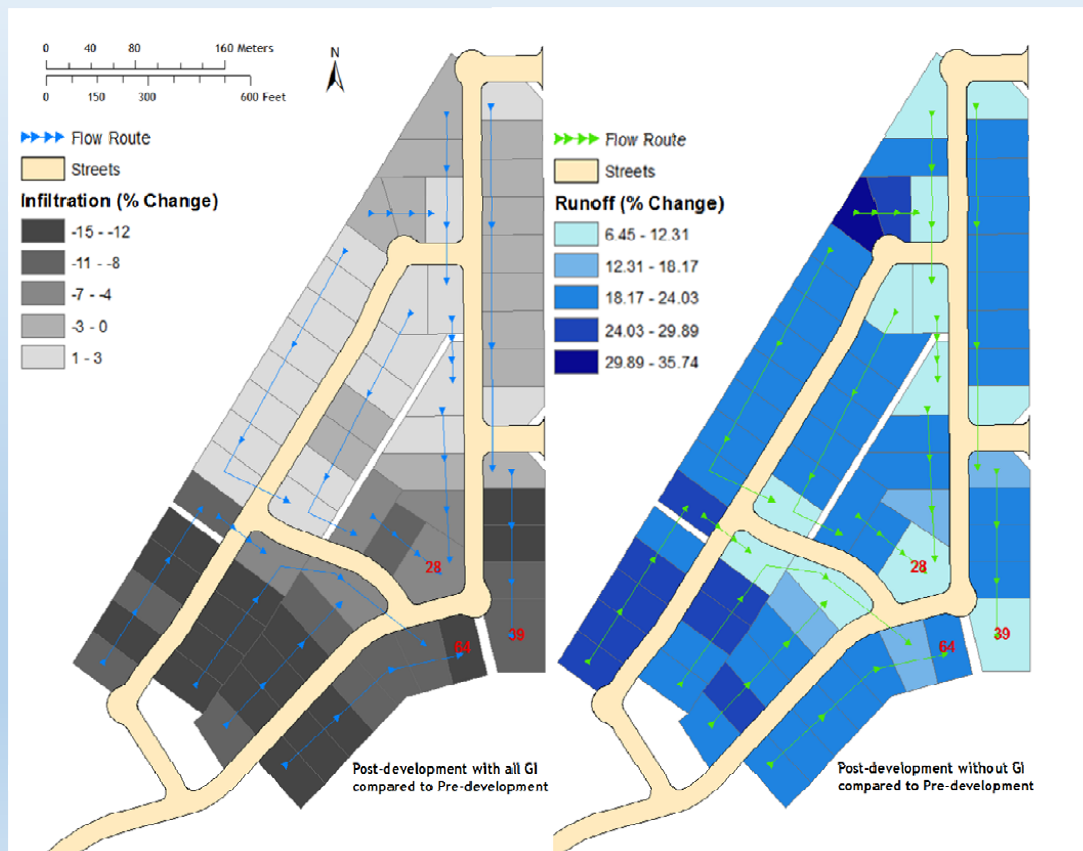 0 40 80 160 Meters
0 150 300 600 Feet
N
Flow Route
Streets
Infiltration (% Change)
-15 - -12
-11 - -8
-7 - -4
-3 - 0
1 - 3
28
39
64
Post-development with all GI
compared to Pre-development
Flow Route
Streets
Runoff (% Change)
6.45 - 12.31
12.31 - 18.17
18.17 - 24.03
24.03 - 29.89
29.89 - 35.74
28
39
64
Post-development without GI
compared to Pre-development